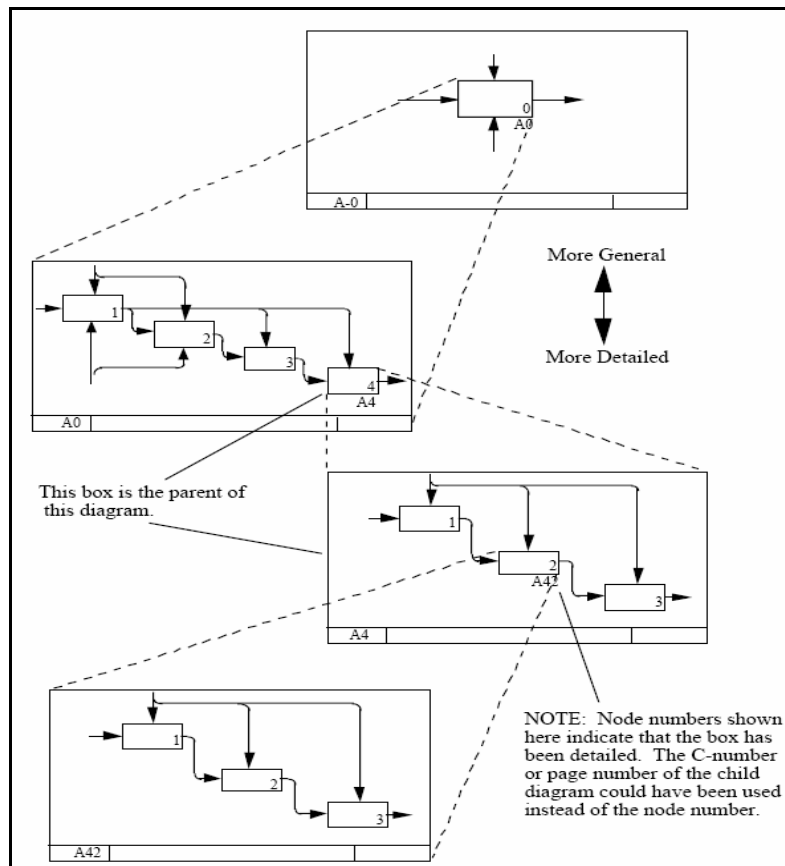 0
A0
A-0
More General
More Detailed
1
2
3
4
A4
A0
This box is the parent of
this diagram.
1
2
A42
3
A4
NOTE: Node numbers shown
here indicate that the box has
been detailed. The C-number
or page number of the child
diagram could have been used
instead of the node number.
1
2
3
A42